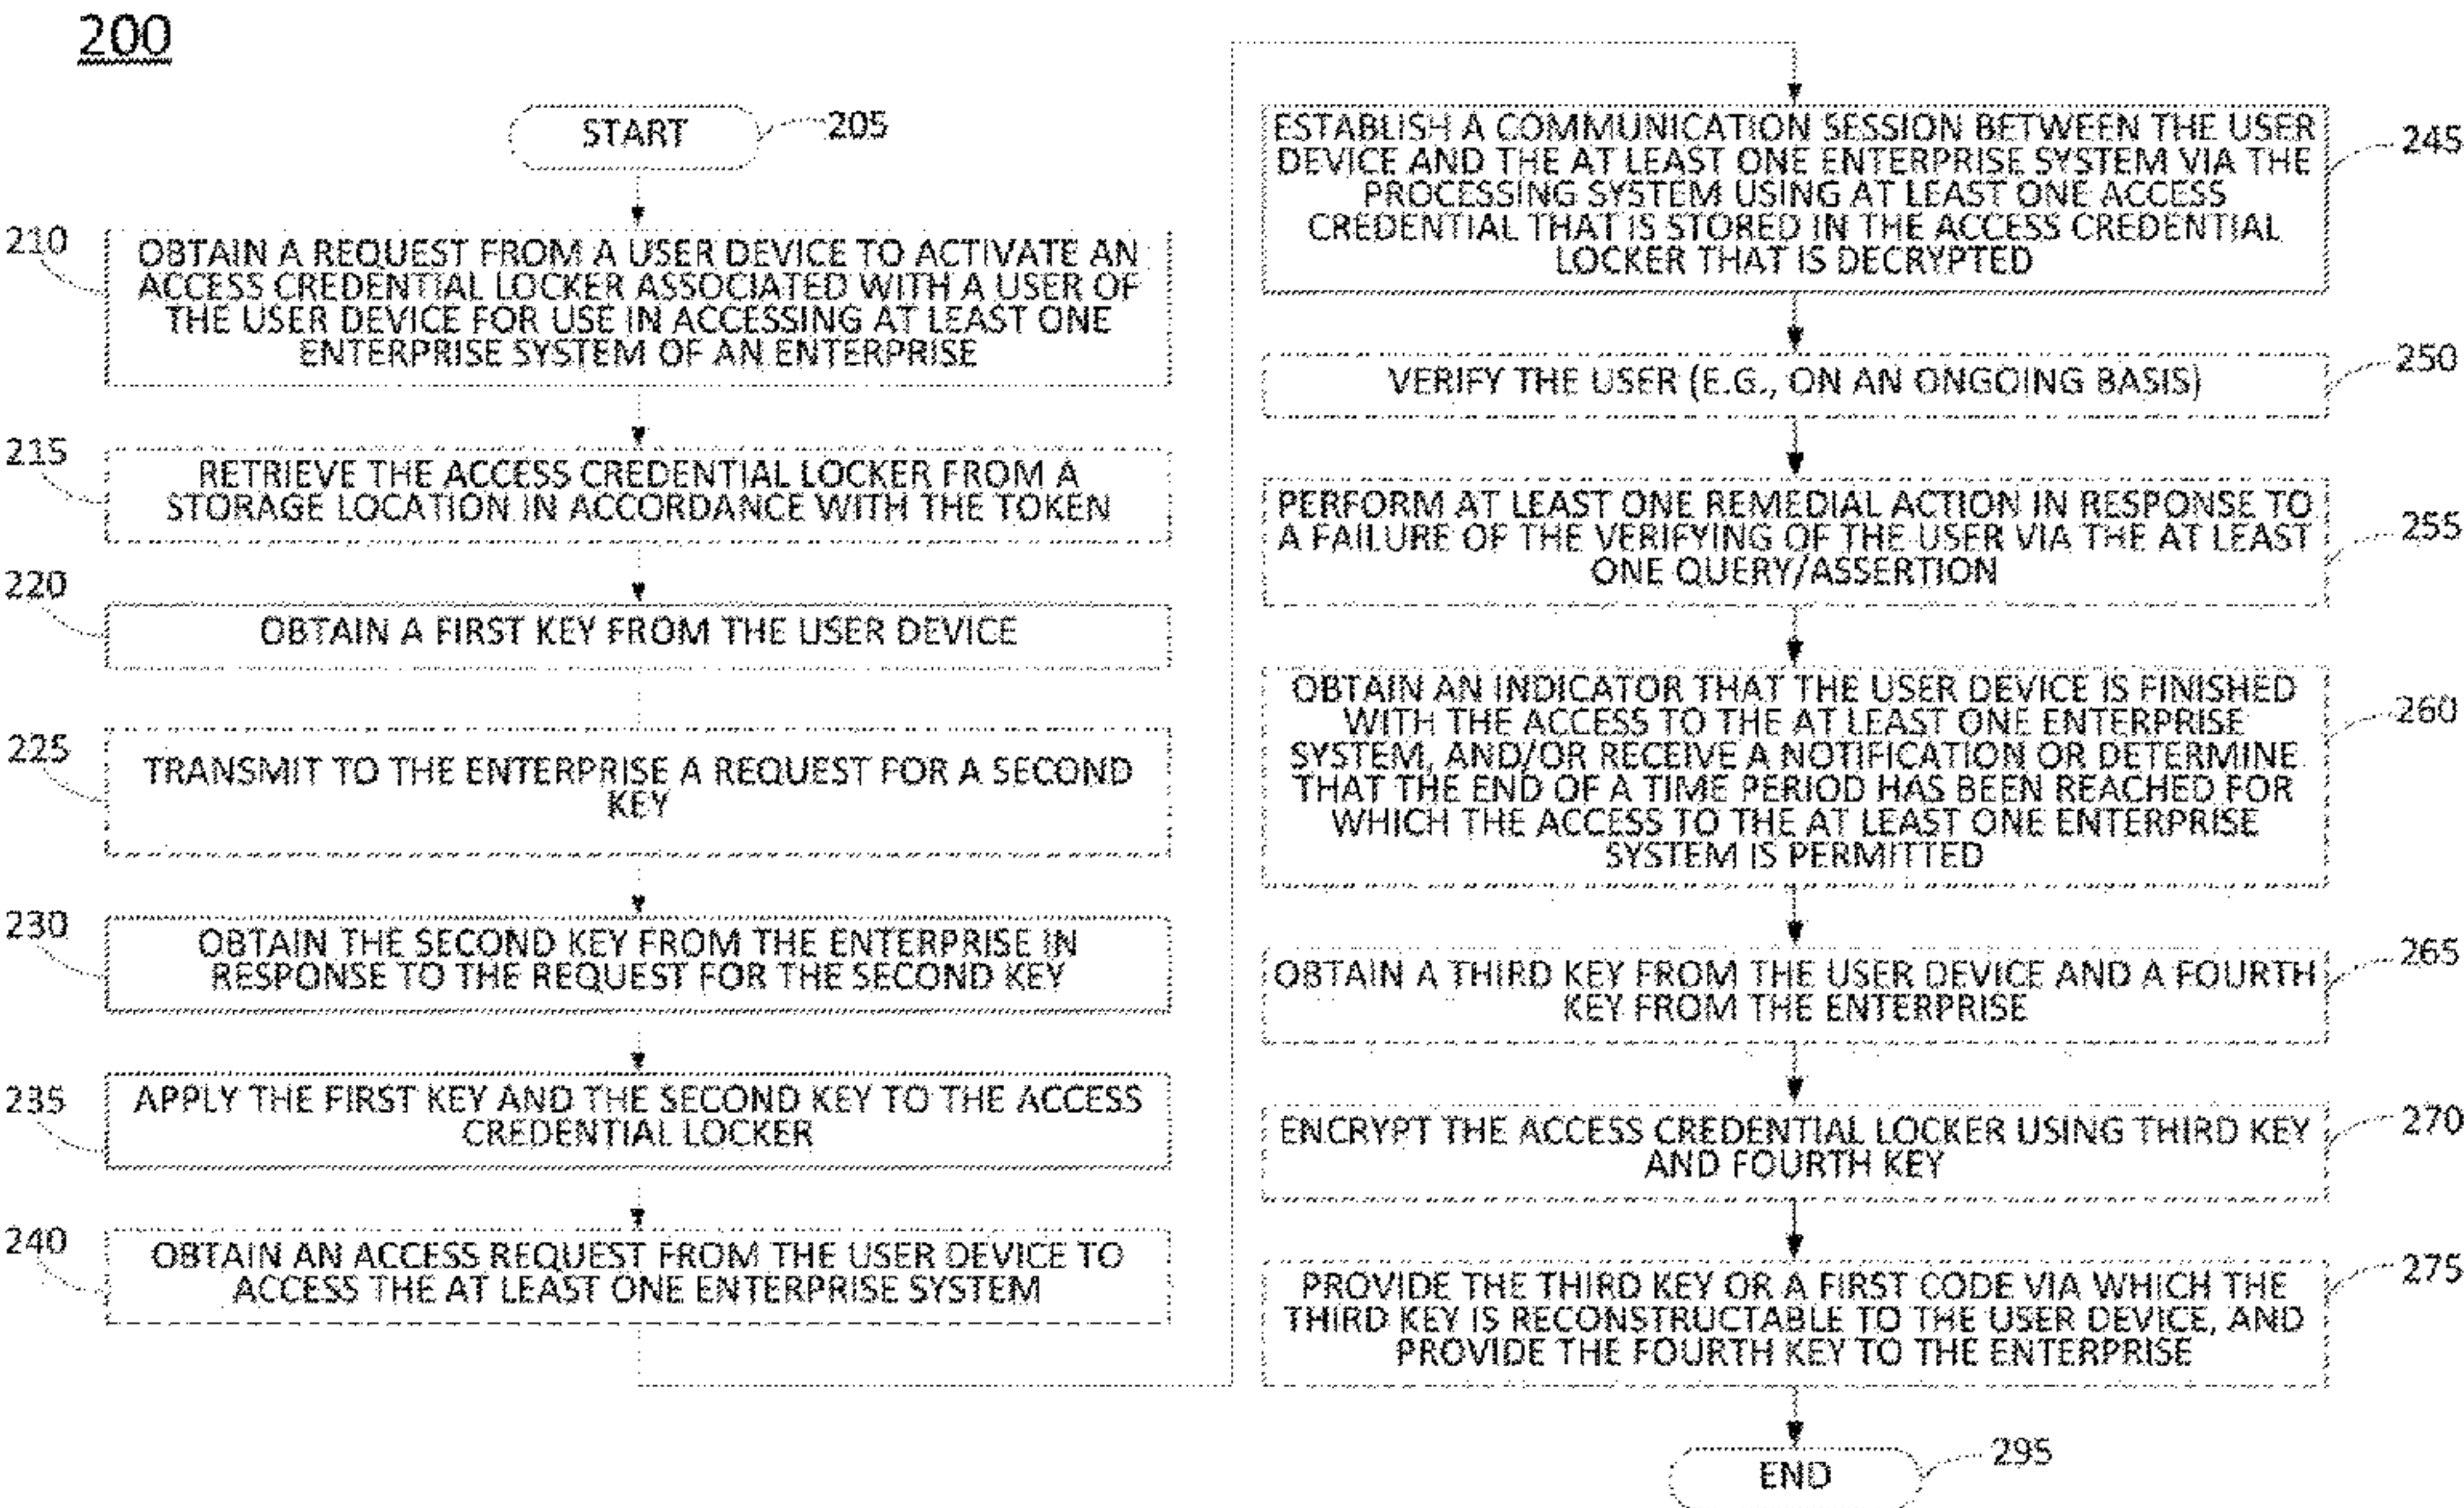 200
START
205
210
OBTAIN A REQUEST FROM A USER DEVICE TO ACTIVATE AN
ACCESS CREDENTIAL LOCKER ASSOCIATED WITH A USER OF
THE USER DEVICE FOR USE IN ACCESSING AT LEAST ONE
ENTERPRISE SYSTEM OF AN ENTERPRISE
215
RETRIEVE THE ACCESS CREDENTIAL LOCKER FROM A
STORAGE LOCATION IN ACCORDANCE WITH THE TOKEN
220
OBTAIN A FIRST KEY FROM THE USER DEVICE
225
TRANSMIT TO THE ENTERPRISE A REQUEST FOR A SECOND
KEY
230
OBTAIN THE SECOND KEY FROM THE ENTERPRISE IN
RESPONSE TO THE REQUEST FOR THE SECOND KEY
235
APPLY THE FIRST KEY AND THE SECOND KEY TO THE ACCESS
CREDENTIAL LOCKER
240
OBTAIN AN ACCESS REQUEST FROM THE USER DEVICE TO
ACCESS THE AT LEAST ONE ENTERPRISE SYSTEM
ESTABLISH A COMMUNICATION SESSION BETWEEN THE USER
DEVICE AND THE AT LEAST ONE ENTERPRISE SYSTEM VIA THE
PROCESSING SYSTEM USING AT LEAST ONE ACCESS
CREDENTIAL THAT IS STORED IN THE ACCESS CREDENTIAL
LOCKER THAT IS DECRYPTED
245
VERIFY THE USER (E.G., ON AN ONGOING BASIS)
250
PERFORM AT LEAST ONE REMEDIAL ACTION IN RESPONSE TO
A FAILURE OF THE VERIFYING OF THE USER VIA THE AT LEAST
ONE QUERY/ASSERTION
255
OBTAIN AN INDICATOR THAT THE USER DEVICE IS FINISHED
WITH THE ACCESS TO THE AT LEAST ONE ENTERPRISE
SYSTEM, AND/OR RECEIVE A NOTIFICATION OR DETERMINE
THAT THE END OF A TIME PERIOD HAS BEEN REACHED FOR
WHICH THE ACCESS TO THE AT LEAST ONE ENTERPRISE
SYSTEM IS PERMITTED
260
OBTAIN A THIRD KEY FROM THE USER DEVICE AND A FOURTH
KEY FROM THE ENTERPRISE
265
ENCRYPT THE ACCESS CREDENTIAL LOCKER USING THIRD KEY
AND FOURTH KEY
270
PROVIDE THE THIRD KEY OR A FIRST CODE VIA WHICH THE
THIRD KEY IS RECONSTRUCTABLE TO THE USER DEVICE, AND
PROVIDE THE FOURTH KEY TO THE ENTERPRISE
275
END
295